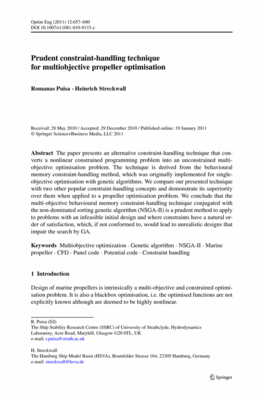 Optim Eng (2011) 12:657–680
DOI 10.1007/s11081-010-9133-z
Prudent constraint-handling technique
for multiobjective propeller optimisation
Romanas Puisa · Heinrich Streckwall
Received: 28 May 2010 / Accepted: 29 December 2010 / Published online: 19 January 2011
© Springer Science+Business Media, LLC 2011
Abstract The paper presents an alternative constraint-handling technique that con-
verts a nonlinear constrained programming problem into an unconstrained multi-
objective optimisation problem. The technique is derived from the behavioural
memory constraint-handling method, which was originally implemented for single-
objective optimisation with genetic algorithms. We compare our presented technique
with two other popular constraint-handling concepts and demonstrate its superiority
over them when applied to a propeller optimisation problem. We conclude that the
multi-objective behavioural memory constraint-handling technique conjugated with
the non-dominated sorting genetic algorithm (NSGA-II) is a prudent method to apply
to problems with an infeasible initial design and where constraints have a natural or-
der of satisfaction, which, if not conformed to, would lead to unrealistic designs that
impair the search by GA.
Keywords Multiobjective optimization · Genetic algorithm · NSGA-II · Marine
propeller · CFD · Panel code · Potential code · Constraint handling
1 Introduction
Design of marine propellers is intrinsically a multi-objective and constrained optimi-
sation problem. It is also a blackbox optimisation, i.e. the optimised functions are not
explicitly known although are deemed to be highly nonlinear.
R. Puisa (✉)
The Ship Stability Research Centre (SSRC) of University of Strathclyde, Hydrodynamics
Laboratory, Acre Road, Maryhill, Glasgow G20 0TL, UK
e-mail: r.puisa@strath.ac.uk
H. Streckwall
The Hamburg Ship Model Basin (HSVA), Bramfelder Strasse 164, 22305 Hamburg, Germany
e-mail: streckwall@hsva.de
Springer